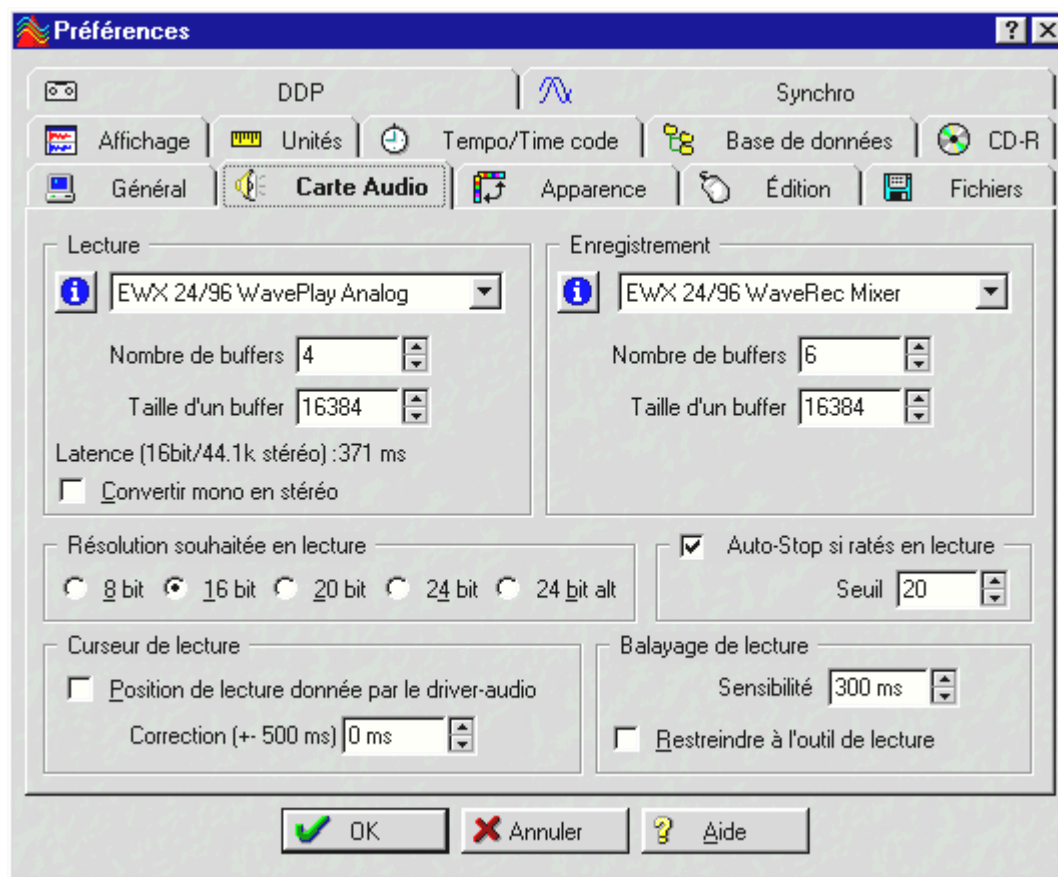 Préférences
DDP
Synchro
Affichage
Unités
Tempo/Time code
Base de données
CD-R
Général
Carte Audio
Apparence
Édition
Fichiers
Lecture
EWX 24/96 WavePlay Analog
Nombre de buffers 4
Taille d'un buffer 16384
Latence (16bit/44.1k stéréo) :371 ms
Convertir mono en stéréo
Enregistrement
EWX 24/96 WaveRec Mixer
Nombre de buffers 6
Taille d'un buffer 16384
Résolution souhaitée en lecture
8 bit 16 bit 20 bit 24 bit 24 bit alt
Auto-Stop si ratés en lecture
Seuil 20
Curseur de lecture
Position de lecture donnée par le driver-audio
Correction (+- 500 ms) 0 ms
Balayage de lecture
Sensibilité 300 ms
Restreindre à l'outil de lecture
OK
Annuler
Aide